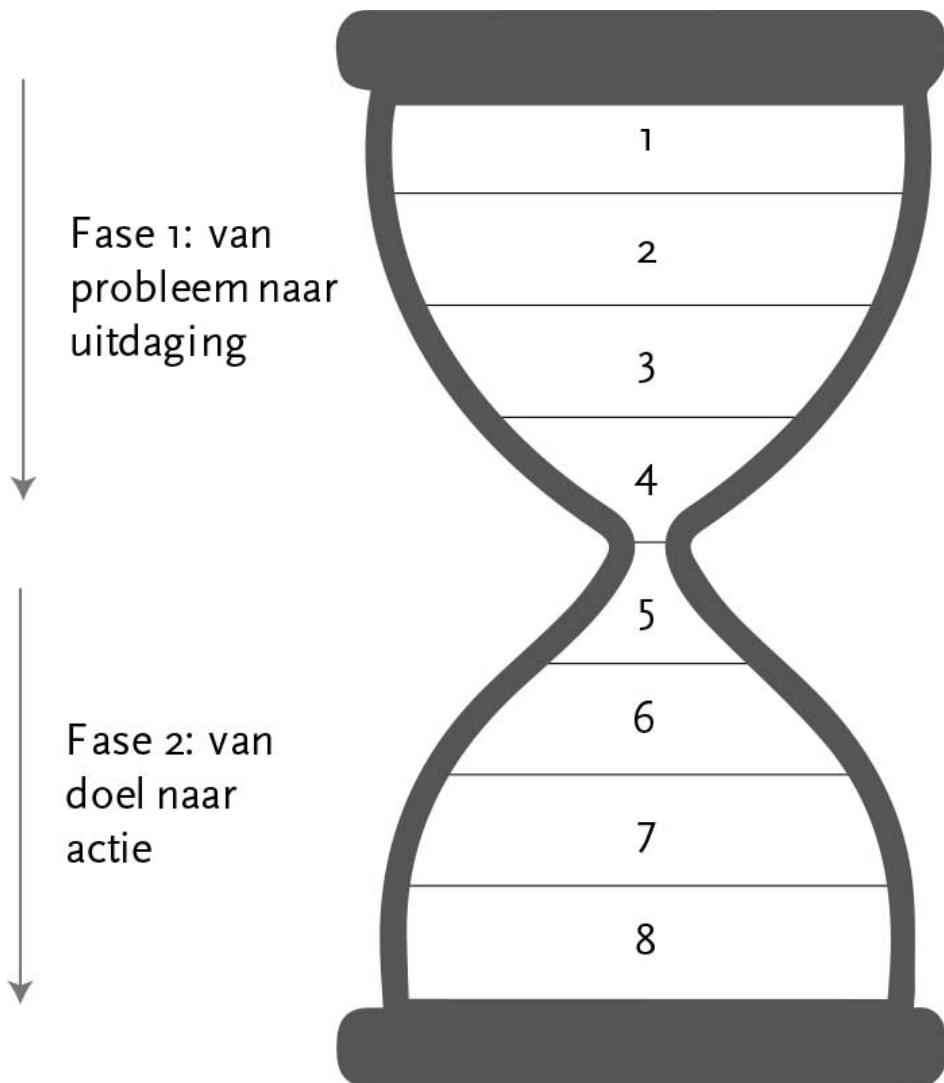 1
2
Fase 1: van
probleem naar
uitdaging
3
4
5
6
Fase 2: van
doel naar
actie
7
8